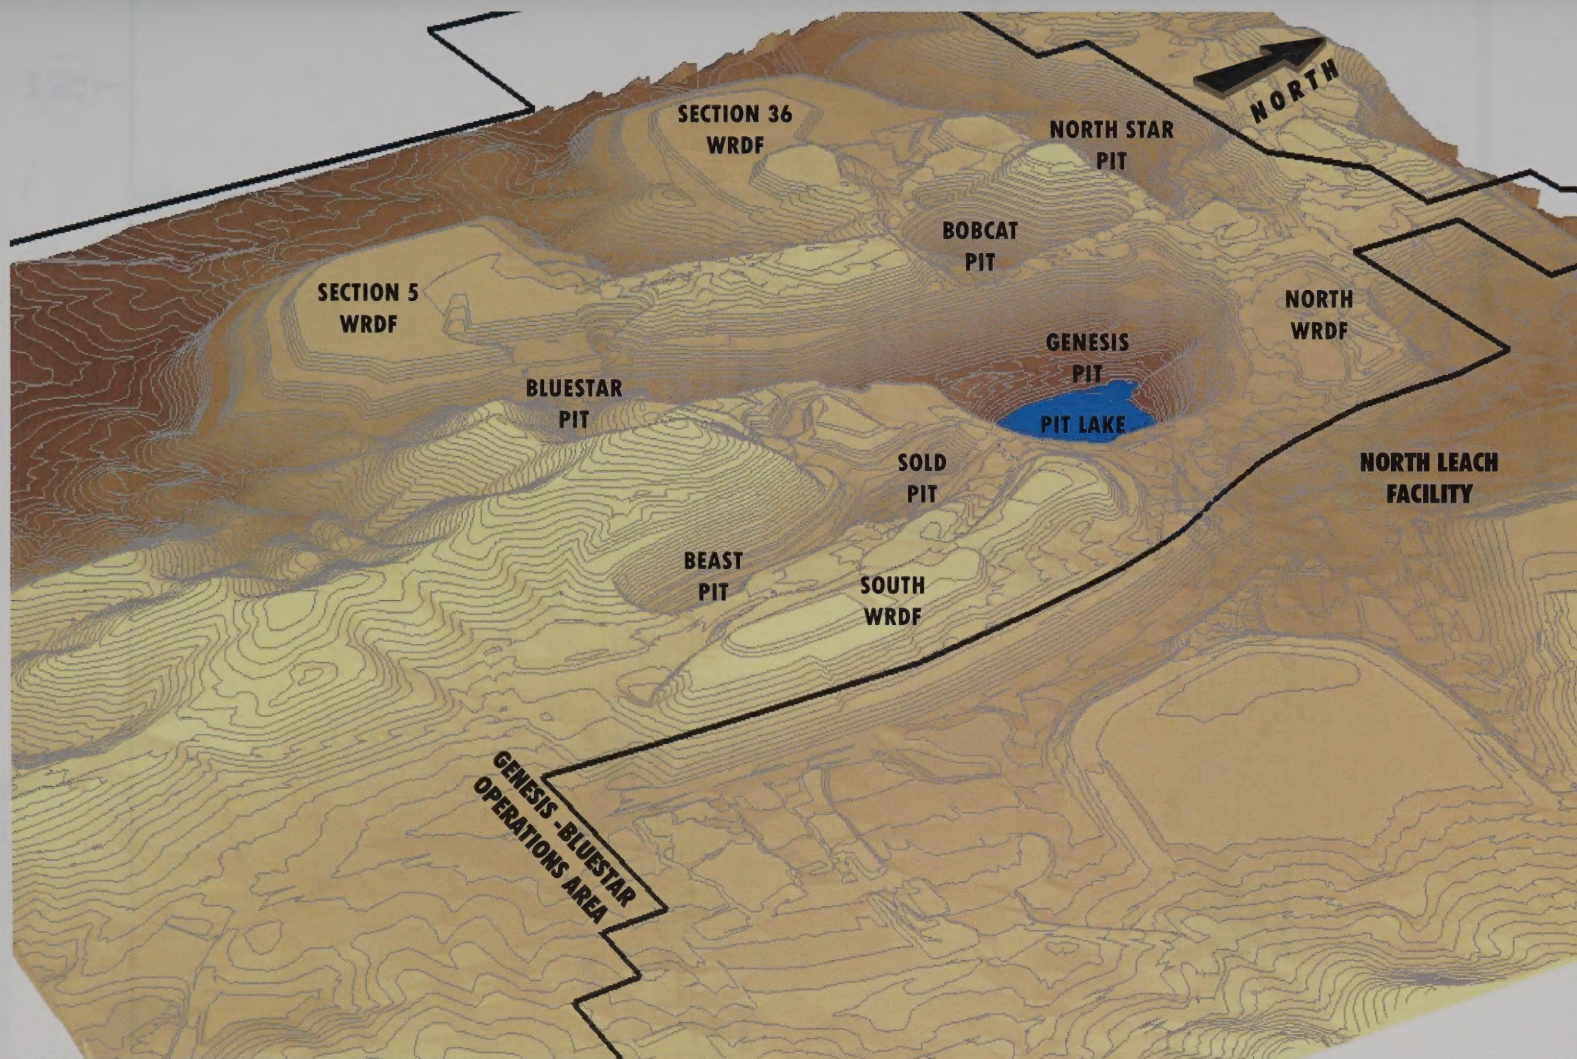 NORTH
SECTION 36
WRDF
NORTH STAR
PIT
BOBCAT
PIT
SECTION 5
WRDF
NORTH
WRDF
GENESIS
PIT
BLUESTAR
PIT
PIT LAKE
SOLD
PIT
NORTH LEACH
FACILITY
BEAST
PIT
SOUTH
WRDF
GENESIS -BLUESTAR
OPERATIONS AREA